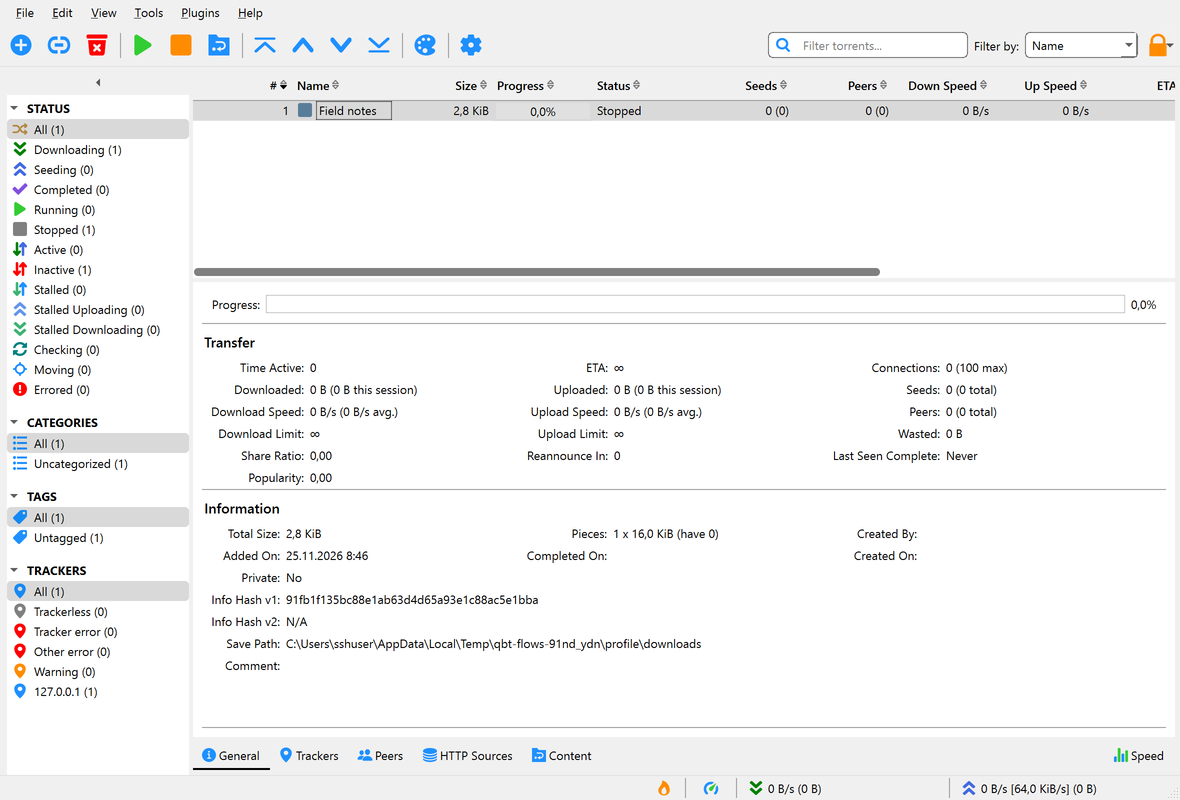 File Edit View Tools Plugins Help
Filter torrents... Filter by: Name
# Name Size Progress Status Seeds Peers Down Speed Up Speed ETA
1 Field notes 2,8 KiB 0,0% Stopped 0 (0) 0 (0) 0 B/s 0 B/s
STATUS
All (1)
Downloading (1)
Seeding (0)
Completed (0)
Running (0)
Stopped (1)
Active (0)
Inactive (1)
Stalled (0)
Stalled Uploading (0)
Stalled Downloading (0)
Checking (0)
Moving (0)
Errored (0)
CATEGORIES
All (1)
Uncategorized (1)
TAGS
All (1)
Untagged (1)
TRACKERS
All (1)
Trackerless (0)
Tracker error (0)
Other error (0)
Warning (0)
127.0.0.1 (1)
Progress: 0,0%
Transfer
Time Active: 0 ETA: ∞ Connections: 0 (100 max)
Downloaded: 0 B (0 B this session) Uploaded: 0 B (0 B this session) Seeds: 0 (0 total)
Download Speed: 0 B/s (0 B/s avg.) Upload Speed: 0 B/s (0 B/s avg.) Peers: 0 (0 total)
Download Limit: ∞ Upload Limit: ∞ Wasted: 0 B
Share Ratio: 0,00 Reannounce In: 0 Last Seen Complete: Never
Popularity: 0,00
Information
Total Size: 2,8 KiB Pieces: 1 x 16,0 KiB (have 0) Created By:
Added On: 25.11.2026 8:46 Completed On: Created On:
Private: No
Info Hash v1: 91fb1f135bc88e1ab63d4d65a93e1c88ac5e1bba
Info Hash v2: N/A
Save Path: C:\Users\sshuser\AppData\Local\Temp\qbt-flows-91nd_ydn\profile\downloads
Comment:
General Trackers Peers HTTP Sources Content Speed
0 B/s (0 B) 0 B/s [64,0 KiB/s] (0 B)